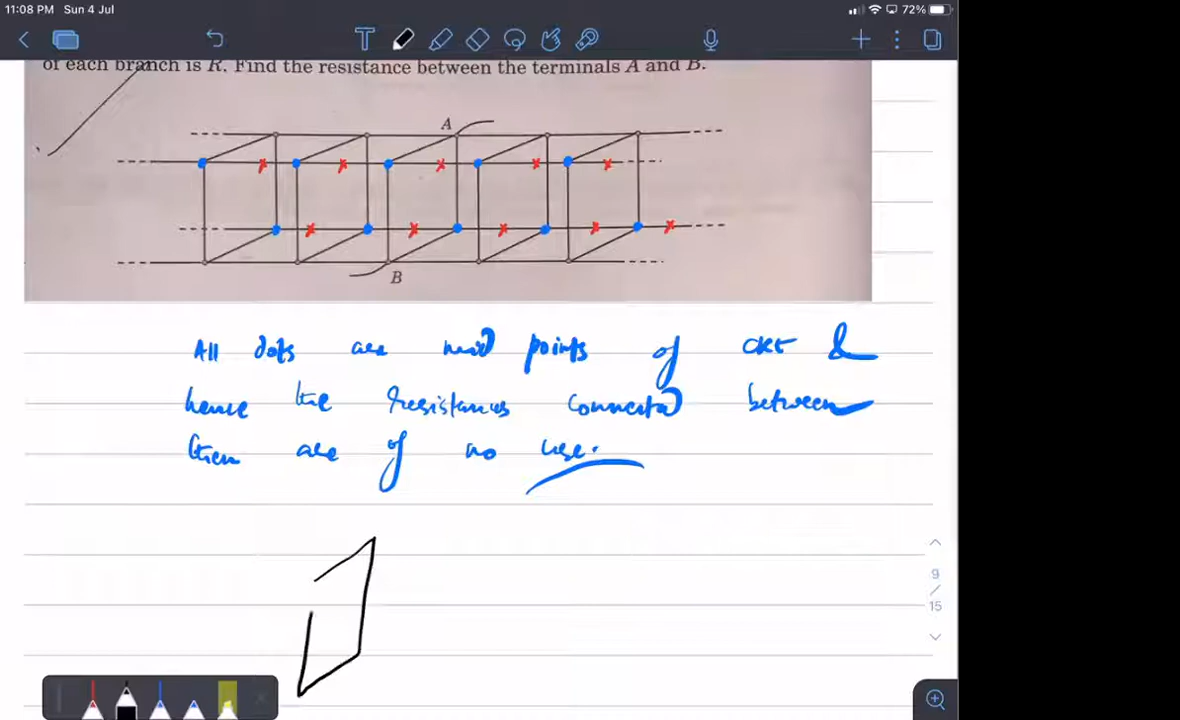 11:08 PM Sun 4 Jul 72%
T
of each branch is R. Find the resistance between the terminals A and B.
A
B
All dots are mid points of CKT &
hence the resistances connected between
them are of no use.
9
/
15